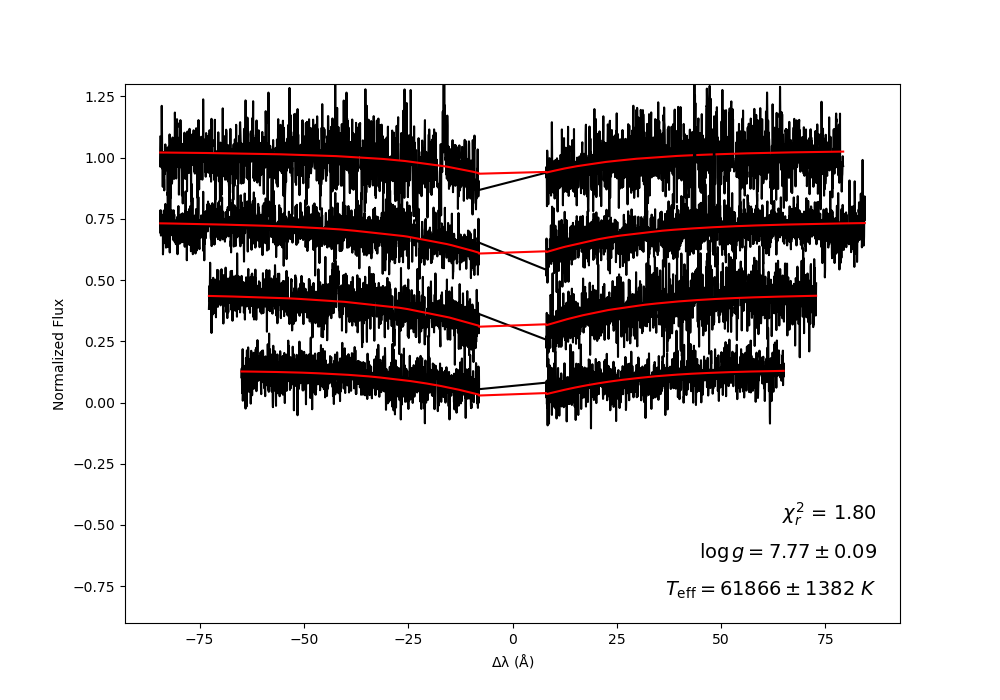 1.25
1.00
0.75
0.50
0.25
0.00
−0.25
−0.50
−0.75
Normalized Flux
χ²ᵣ = 1.80
log g = 7.77 ± 0.09
T_eff = 61866 ± 1382 K
−75 −50 −25 0 25 50 75
Δλ (Å)